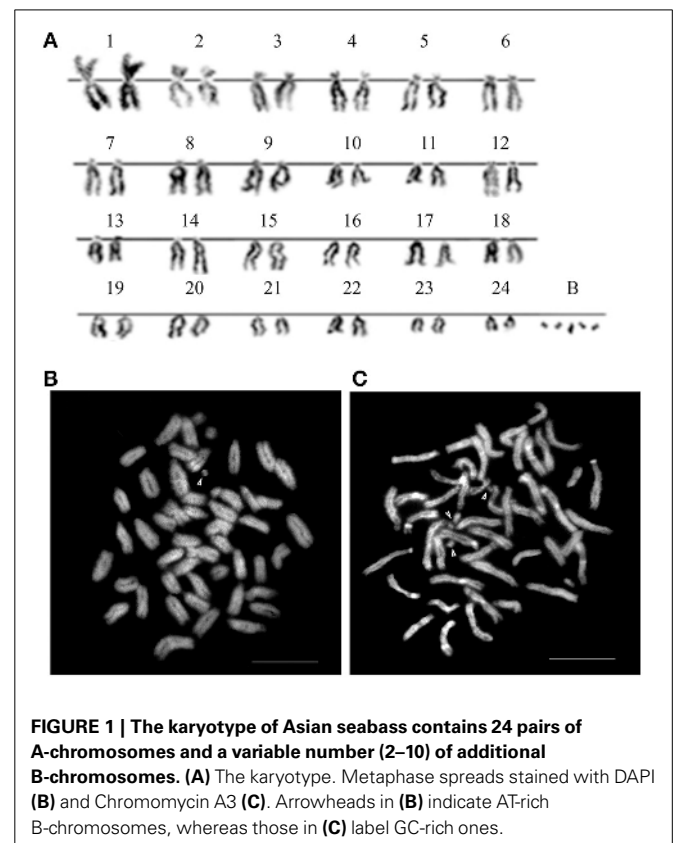 A
1 2 3 4 5 6
7 8 9 10 11 12
13 14 15 16 17 18
19 20 21 22 23 24 B
B C
FIGURE 1 | The karyotype of Asian seabass contains 24 pairs of
A-chromosomes and a variable number (2–10) of additional
B-chromosomes. (A) The karyotype. Metaphase spreads stained with DAPI
(B) and Chromomycin A3 (C). Arrowheads in (B) indicate AT-rich
B-chromosomes, whereas those in (C) label GC-rich ones.